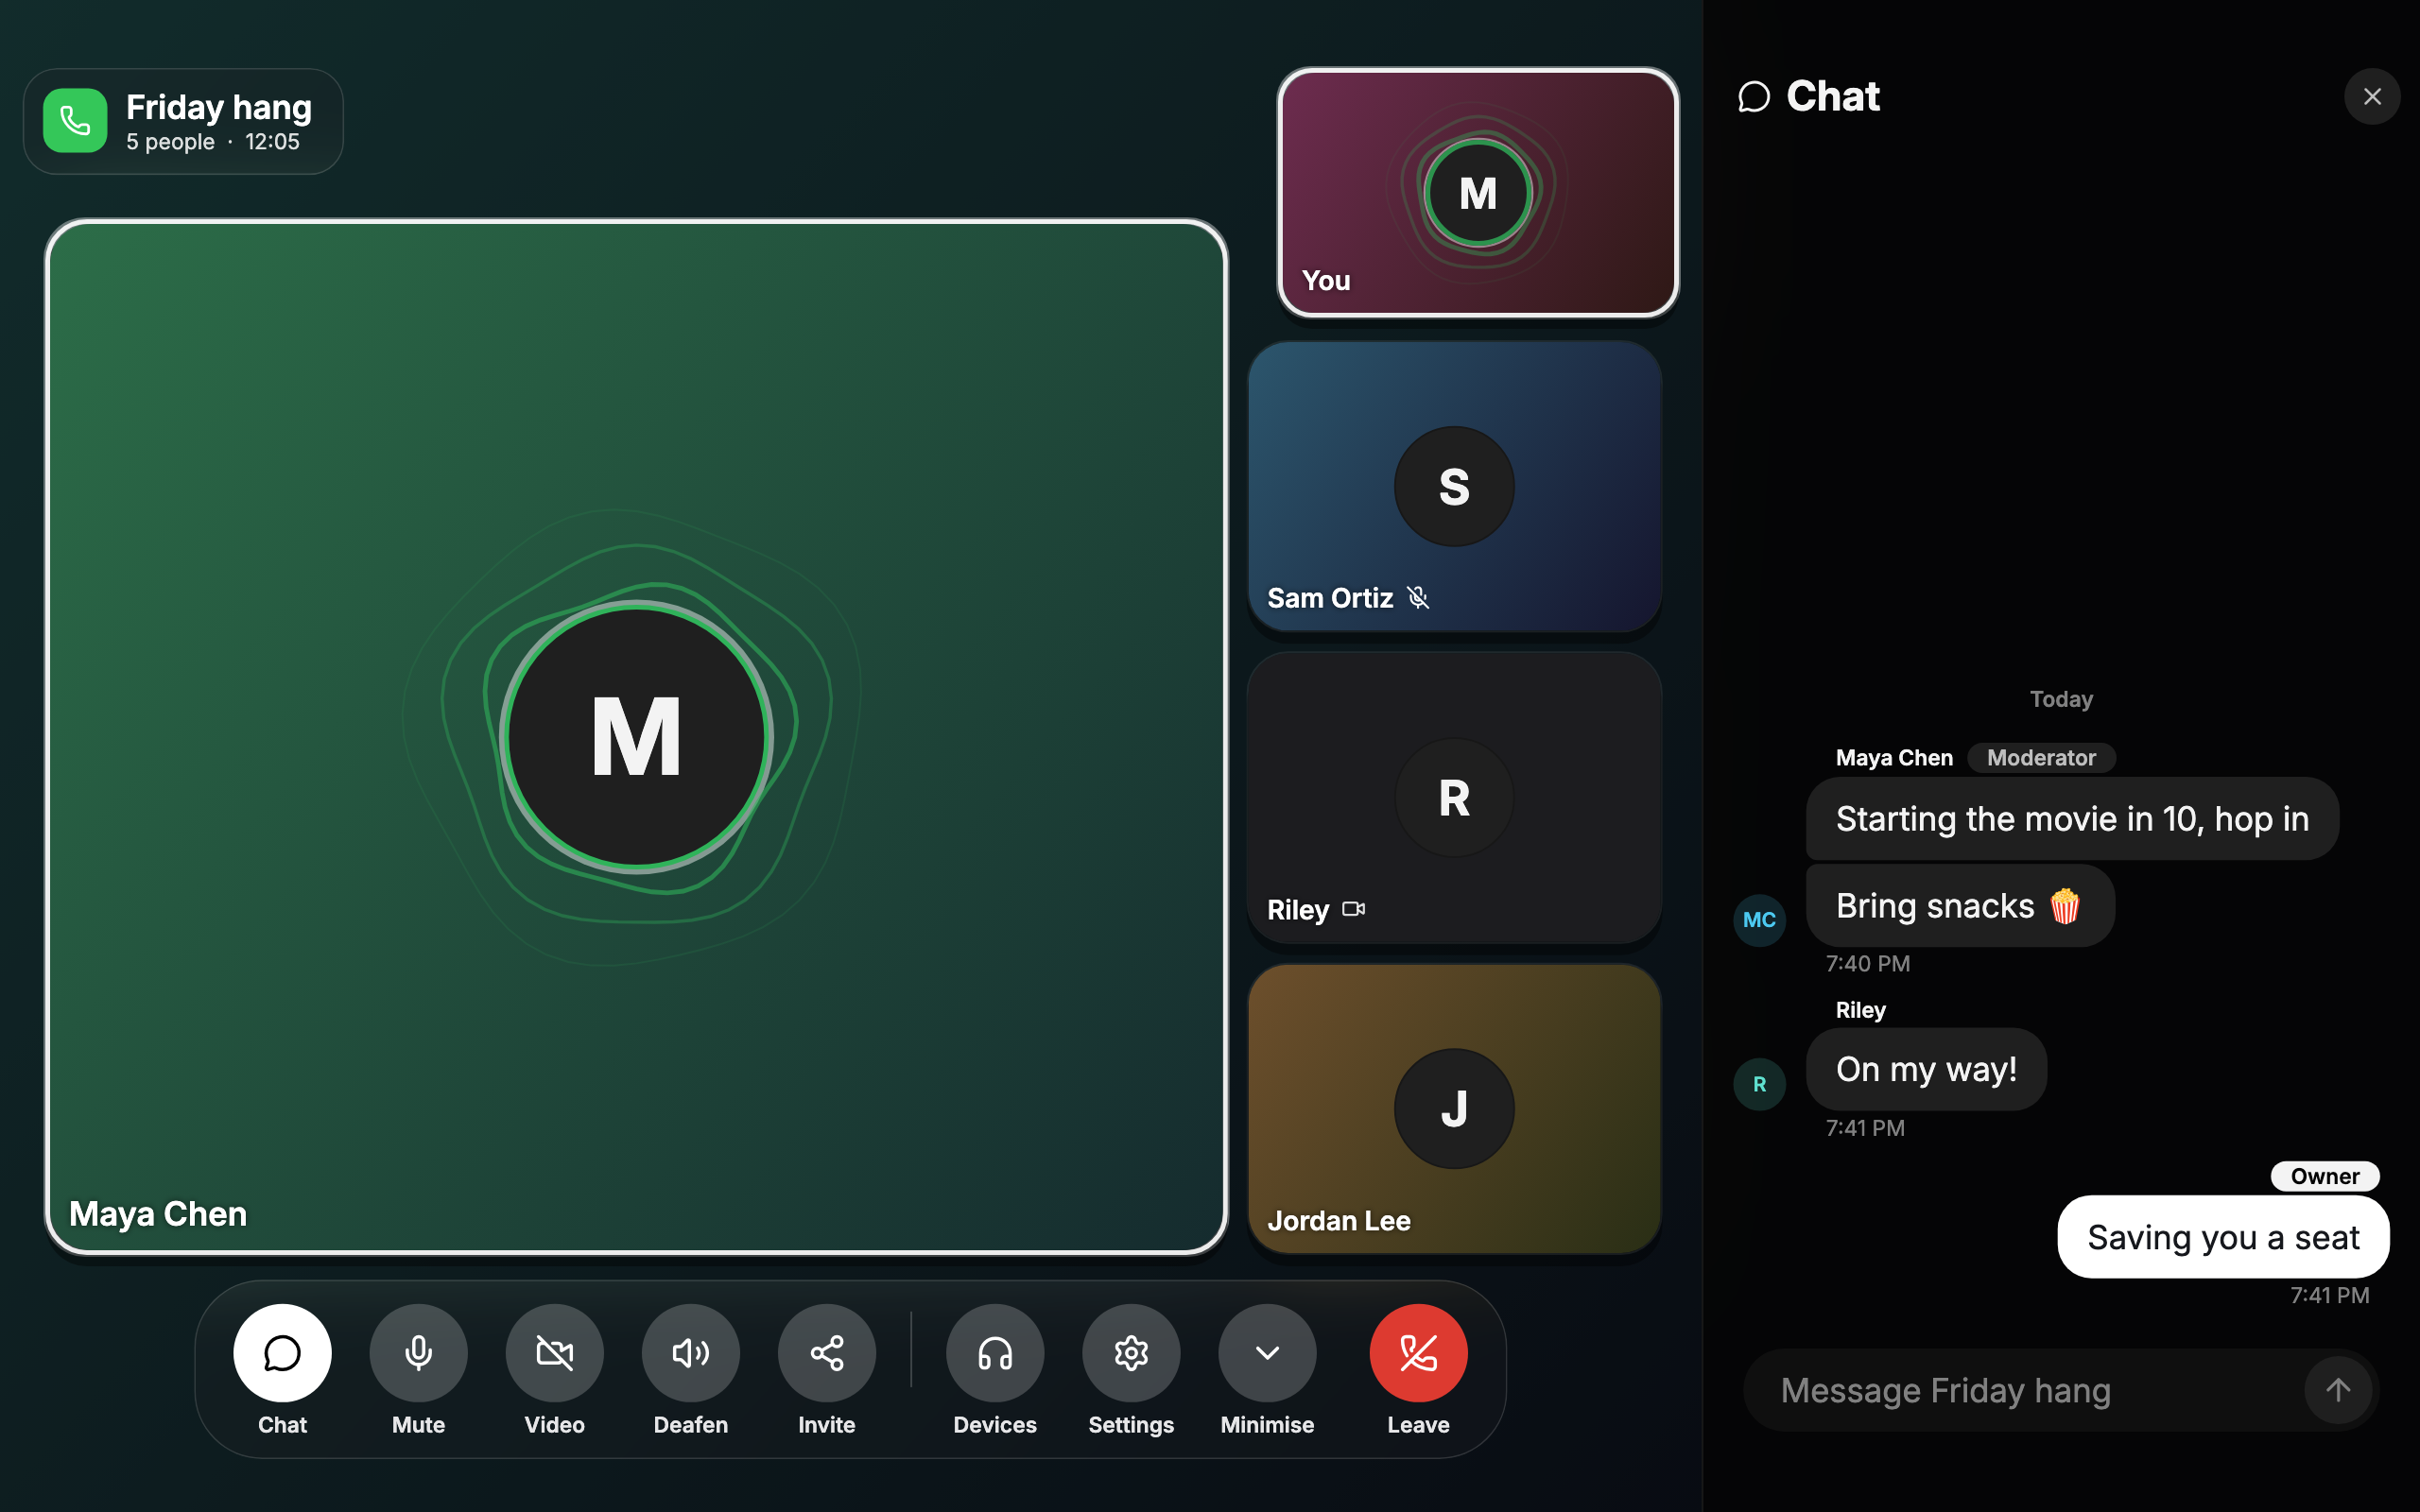 Friday hang
5 people · 12:05
M
Maya Chen
M
You
S
Sam Ortiz
R
Riley
J
Jordan Lee
Chat
Mute
Video
Deafen
Invite
Devices
Settings
Minimise
Leave
Chat
Today
Maya Chen Moderator
Starting the movie in 10, hop in
Bring snacks 🍿
MC
7:40 PM
Riley
On my way!
R
7:41 PM
Owner
Saving you a seat
7:41 PM
Message Friday hang